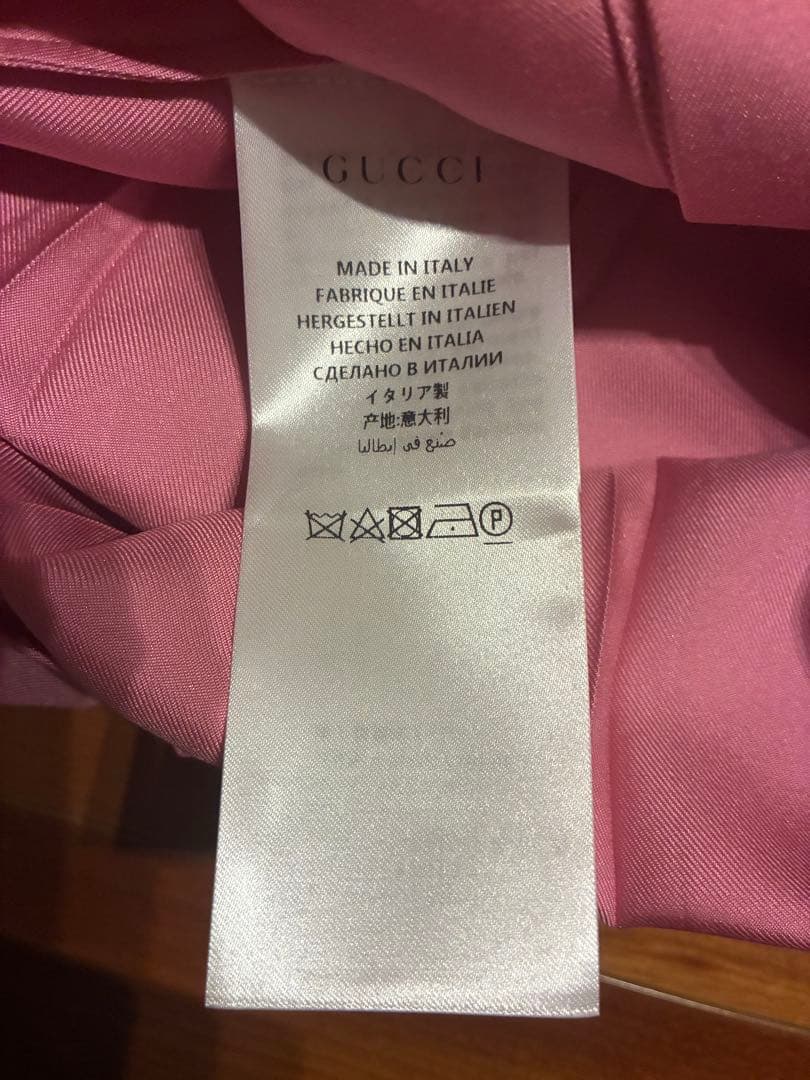 GUCCI
MADE IN ITALY
FABRIQUE EN ITALIE
HERGESTELLT IN ITALIEN
HECHO EN ITALIA
СДЕЛАНО В ИТАЛИИ
イタリア製
产地:意大利
صنع في إيطاليا
P